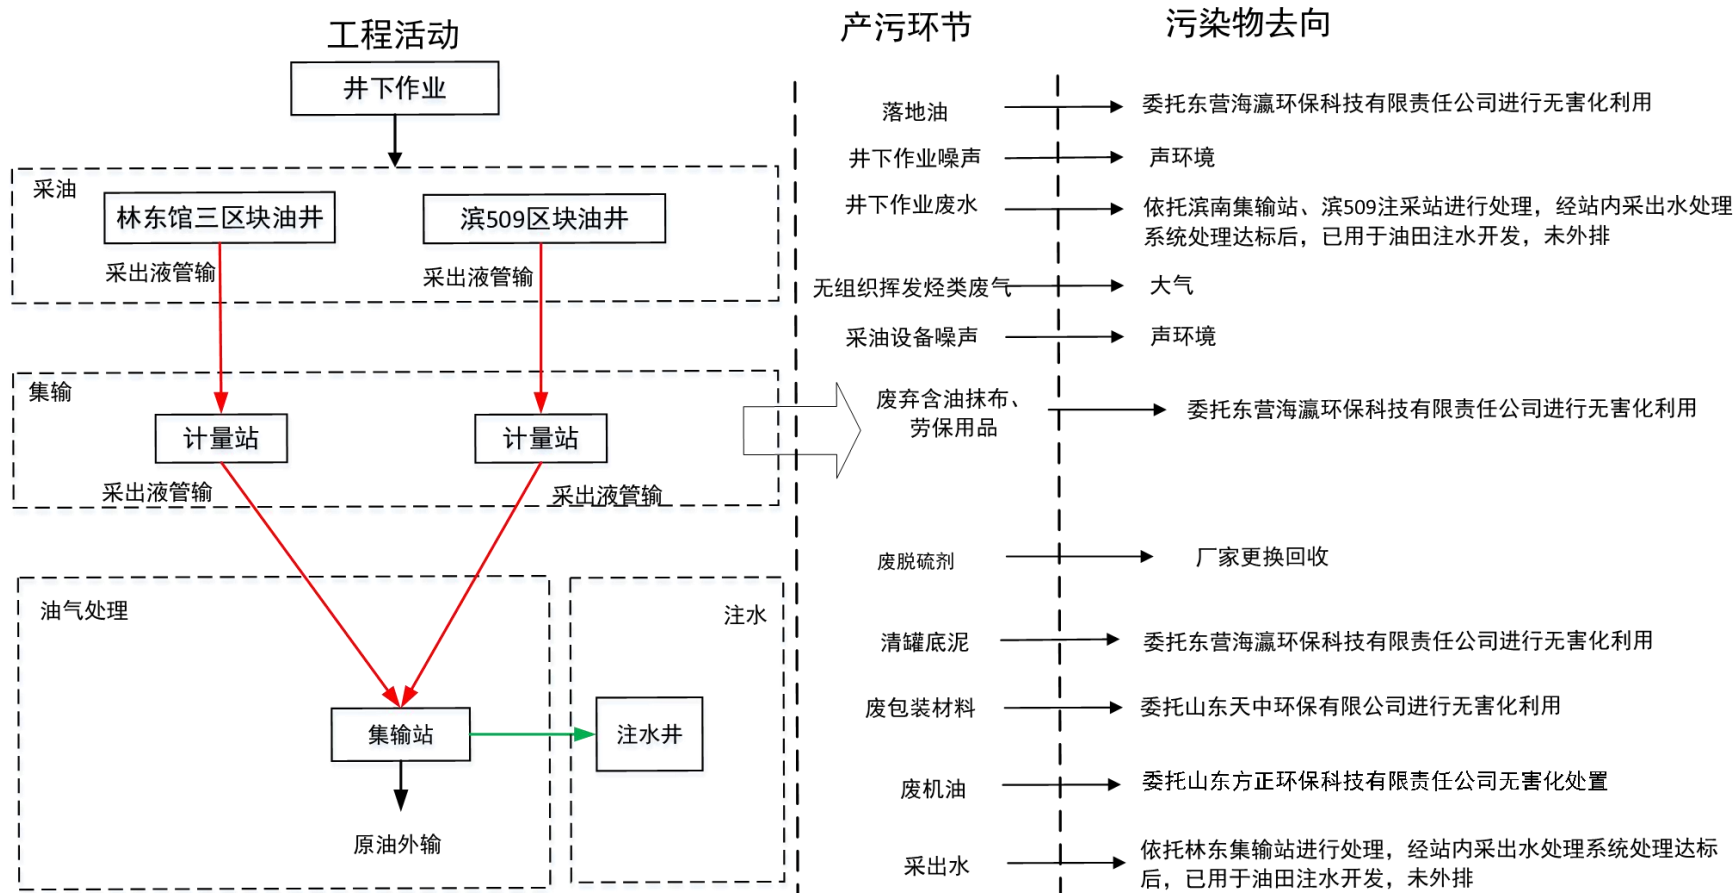 工程活动
产污环节
污染物去向
井下作业
采油
林东馆三区块油井
滨509区块油井
采出液管输
采出液管输
集输
计量站
计量站
采出液管输
采出液管输
油气处理
注水
集输站
注水井
原油外输
落地油
委托东营海瀛环保科技有限责任公司进行无害化利用
井下作业噪声
声环境
井下作业废水
依托滨南集输站、滨509注采站进行处理，经站内采出水处理
系统处理达标后，已用于油田注水开发，未外排
无组织挥发烃类废气
大气
采油设备噪声
声环境
废弃含油抹布、
劳保用品
委托东营海瀛环保科技有限责任公司进行无害化利用
废脱硫剂
厂家更换回收
清罐底泥
委托东营海瀛环保科技有限责任公司进行无害化利用
废包装材料
委托山东天中环保有限公司进行无害化利用
废机油
委托山东方正环保科技有限责任公司无害化处置
采出水
依托林东集输站进行处理，经站内采出水处理系统处理达标
后，已用于油田注水开发，未外排